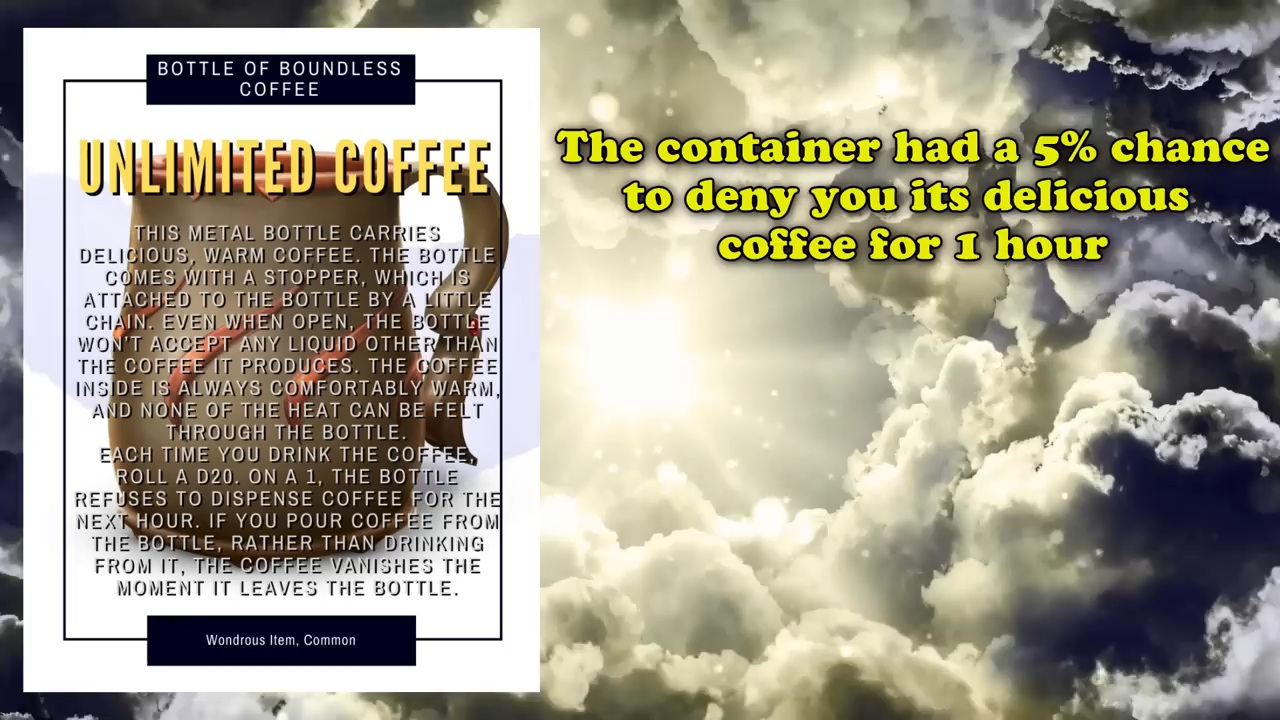 BOTTLE OF BOUNDLESS
COFFEE
UNLIMITED COFFEE
THIS METAL BOTTLE CARRIES
DELICIOUS, WARM COFFEE. THE BOTTLE
COMES WITH A STOPPER, WHICH IS
ATTACHED TO THE BOTTLE BY A LITTLE
CHAIN. EVEN WHEN OPEN, THE BOTTLE
WON'T ACCEPT ANY LIQUID OTHER THAN
THE COFFEE IT PRODUCES. THE COFFEE
INSIDE IS ALWAYS COMFORTABLY WARM,
AND NONE OF THE HEAT CAN BE FELT
THROUGH THE BOTTLE.
EACH TIME YOU DRINK THE COFFEE,
ROLL A D20. ON A 1, THE BOTTLE
REFUSES TO DISPENSE COFFEE FOR THE
NEXT HOUR. IF YOU POUR COFFEE FROM
THE BOTTLE, RATHER THAN DRINKING
FROM IT, THE COFFEE VANISHES THE
MOMENT IT LEAVES THE BOTTLE.
Wondrous Item, Common
The container had a 5% chance
to deny you its delicious
coffee for 1 hour